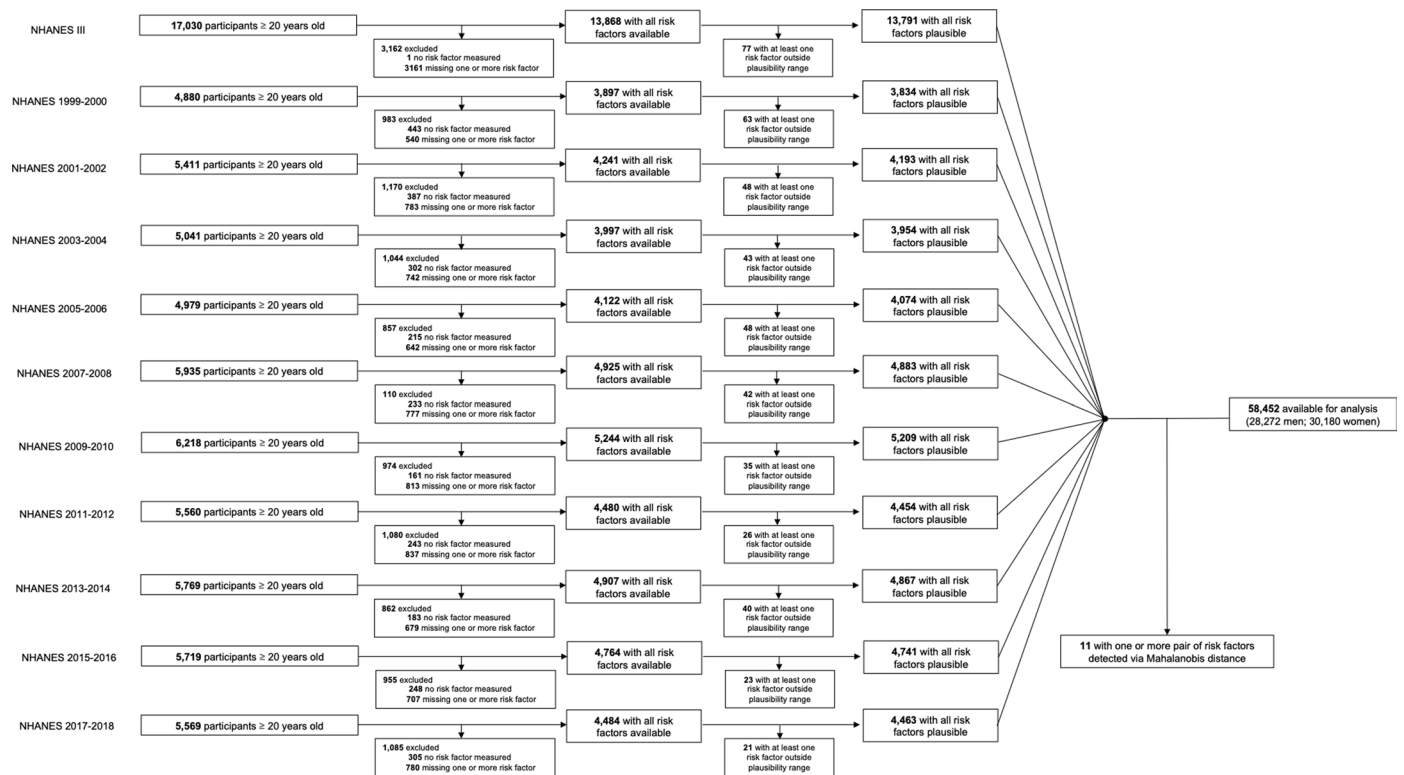 NHANES III
17,030 participants ≥ 20 years old
3,162 excluded
1 no risk factor measured
3161 missing one or more risk factor
13,868 with all risk
factors available
77 with at least one
risk factor outside
plausibility range
13,791 with all risk
factors plausible
NHANES 1999-2000
4,880 participants ≥ 20 years old
983 excluded
443 no risk factor measured
540 missing one or more risk factor
3,897 with all risk
factors available
63 with at least one
risk factor outside
plausibility range
3,834 with all risk
factors plausible
NHANES 2001-2002
5,411 participants ≥ 20 years old
1,170 excluded
387 no risk factor measured
783 missing one or more risk factor
4,241 with all risk
factors available
48 with at least one
risk factor outside
plausibility range
4,193 with all risk
factors plausible
NHANES 2003-2004
5,041 participants ≥ 20 years old
1,044 excluded
302 no risk factor measured
742 missing one or more risk factor
3,997 with all risk
factors available
43 with at least one
risk factor outside
plausibility range
3,954 with all risk
factors plausible
NHANES 2005-2006
4,979 participants ≥ 20 years old
857 excluded
215 no risk factor measured
642 missing one or more risk factor
4,122 with all risk
factors available
48 with at least one
risk factor outside
plausibility range
4,074 with all risk
factors plausible
NHANES 2007-2008
5,935 participants ≥ 20 years old
110 excluded
233 no risk factor measured
777 missing one or more risk factor
4,925 with all risk
factors available
42 with at least one
risk factor outside
plausibility range
4,883 with all risk
factors plausible
NHANES 2009-2010
6,218 participants ≥ 20 years old
974 excluded
161 no risk factor measured
813 missing one or more risk factor
5,244 with all risk
factors available
35 with at least one
risk factor outside
plausibility range
5,209 with all risk
factors plausible
NHANES 2011-2012
5,560 participants ≥ 20 years old
1,080 excluded
243 no risk factor measured
837 missing one or more risk factor
4,480 with all risk
factors available
26 with at least one
risk factor outside
plausibility range
4,454 with all risk
factors plausible
NHANES 2013-2014
5,769 participants ≥ 20 years old
862 excluded
183 no risk factor measured
679 missing one or more risk factor
4,907 with all risk
factors available
40 with at least one
risk factor outside
plausibility range
4,867 with all risk
factors plausible
NHANES 2015-2016
5,719 participants ≥ 20 years old
955 excluded
248 no risk factor measured
707 missing one or more risk factor
4,764 with all risk
factors available
23 with at least one
risk factor outside
plausibility range
4,741 with all risk
factors plausible
NHANES 2017-2018
5,569 participants ≥ 20 years old
1,085 excluded
305 no risk factor measured
780 missing one or more risk factor
4,484 with all risk
factors available
21 with at least one
risk factor outside
plausibility range
4,463 with all risk
factors plausible
11 with one or more pair of risk factors
detected via Mahalanobis distance
58,452 available for analysis
(28,272 men; 30,180 women)